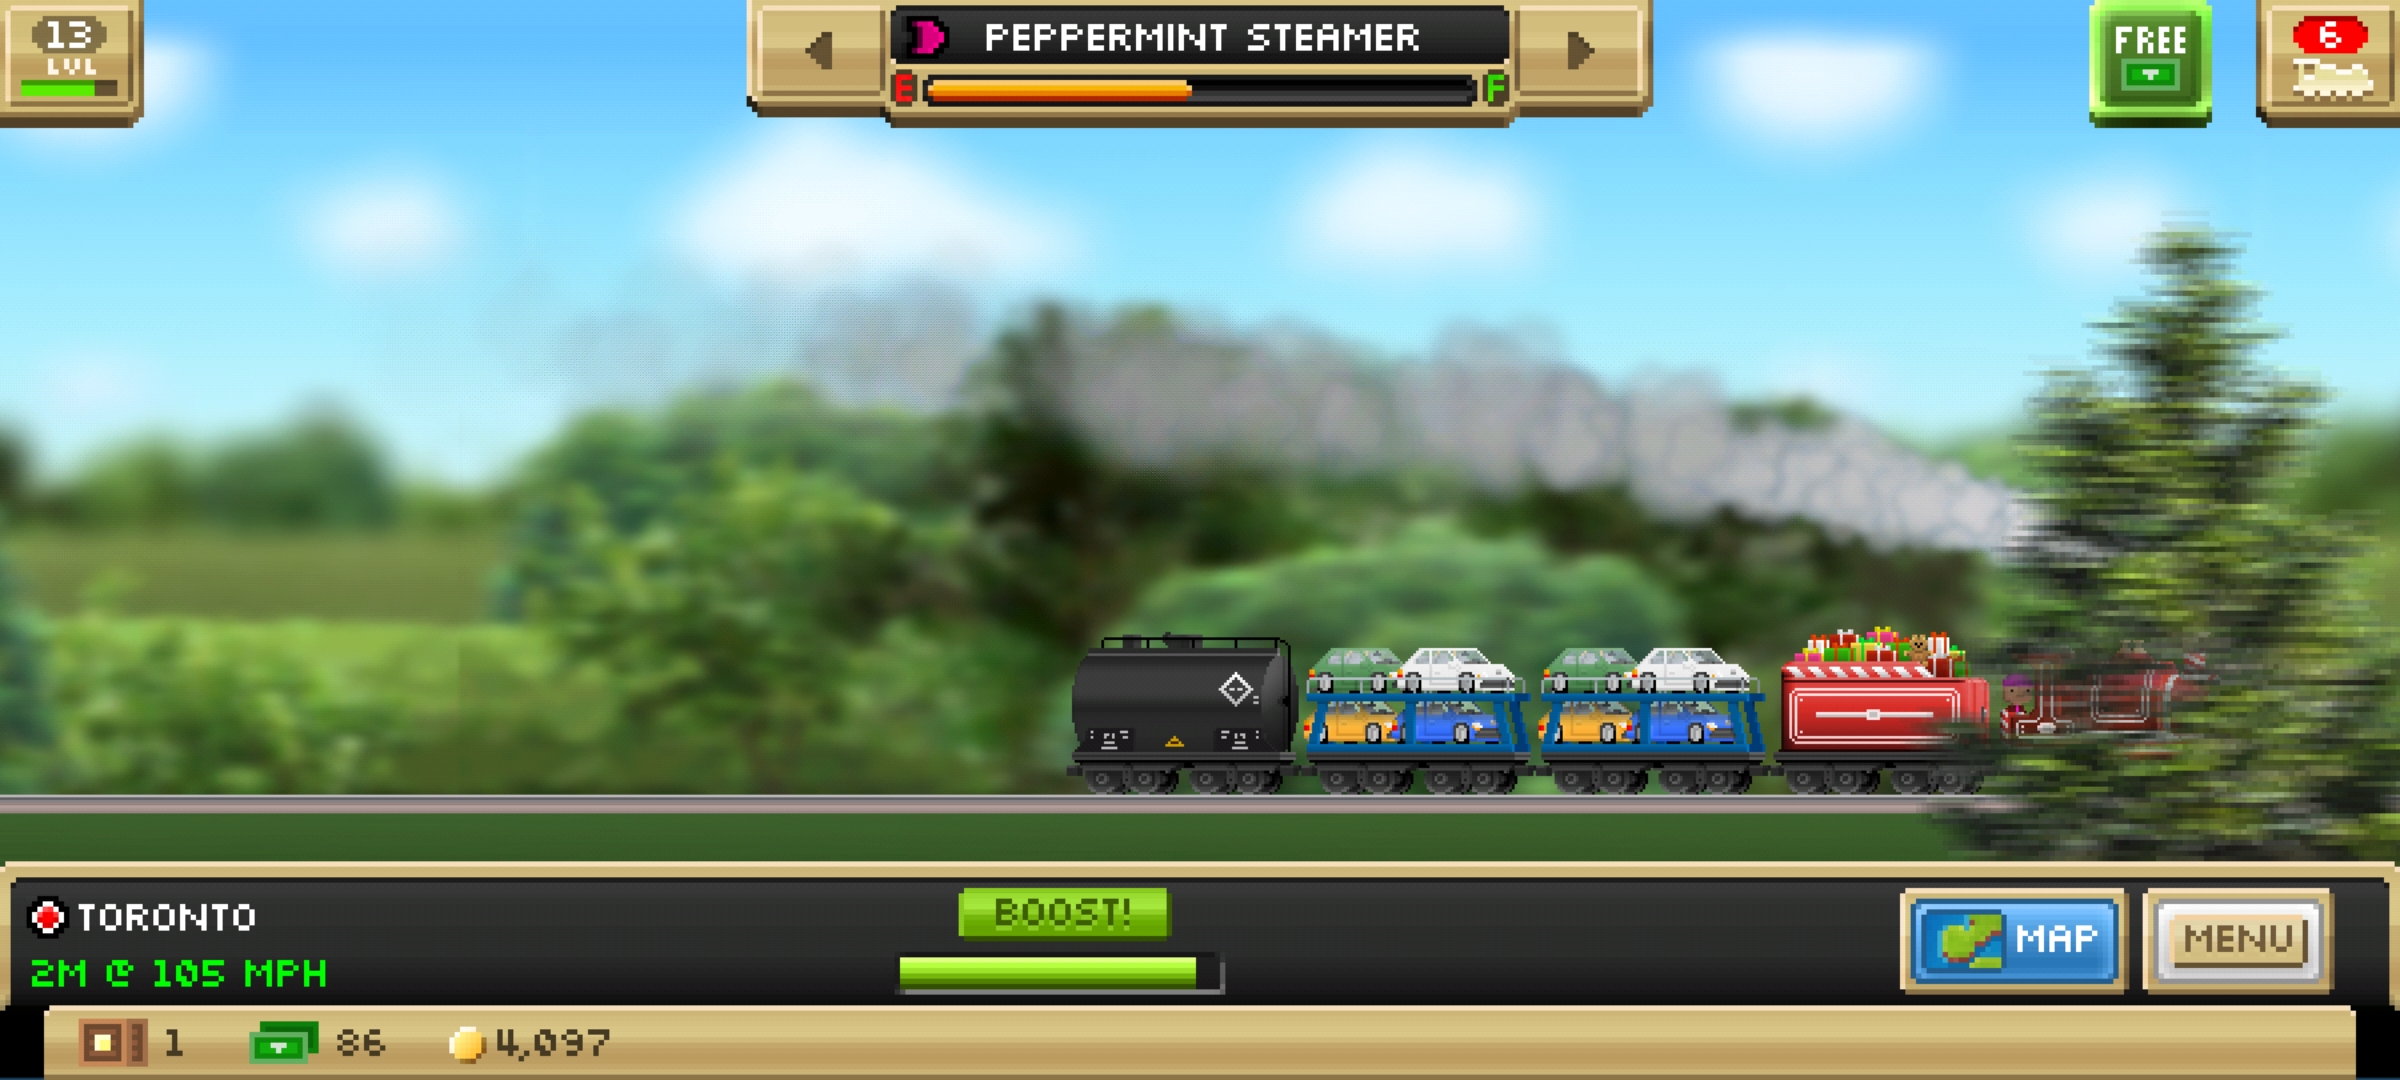 13
LVL
PEPPERMINT STEAMER
E F
FREE
6
TORONTO
2M @ 105 MPH
BOOST!
MAP
MENU
1 86 4,097